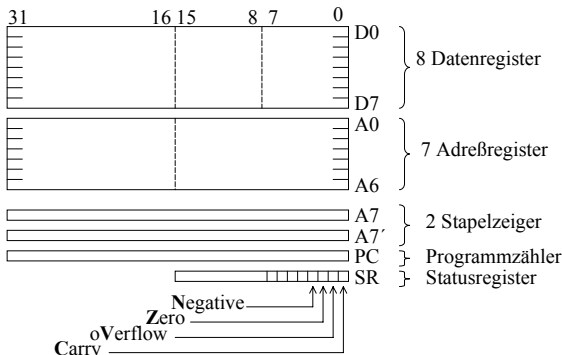 31 16 15 8 7 0
D0
8 Datenregister
D7
A0
7 Adreßregister
A6
A7
2 Stapelzeiger
A7´
PC Programmzähler
SR Statusregister
Negative
Zero
oVerflow
Carry